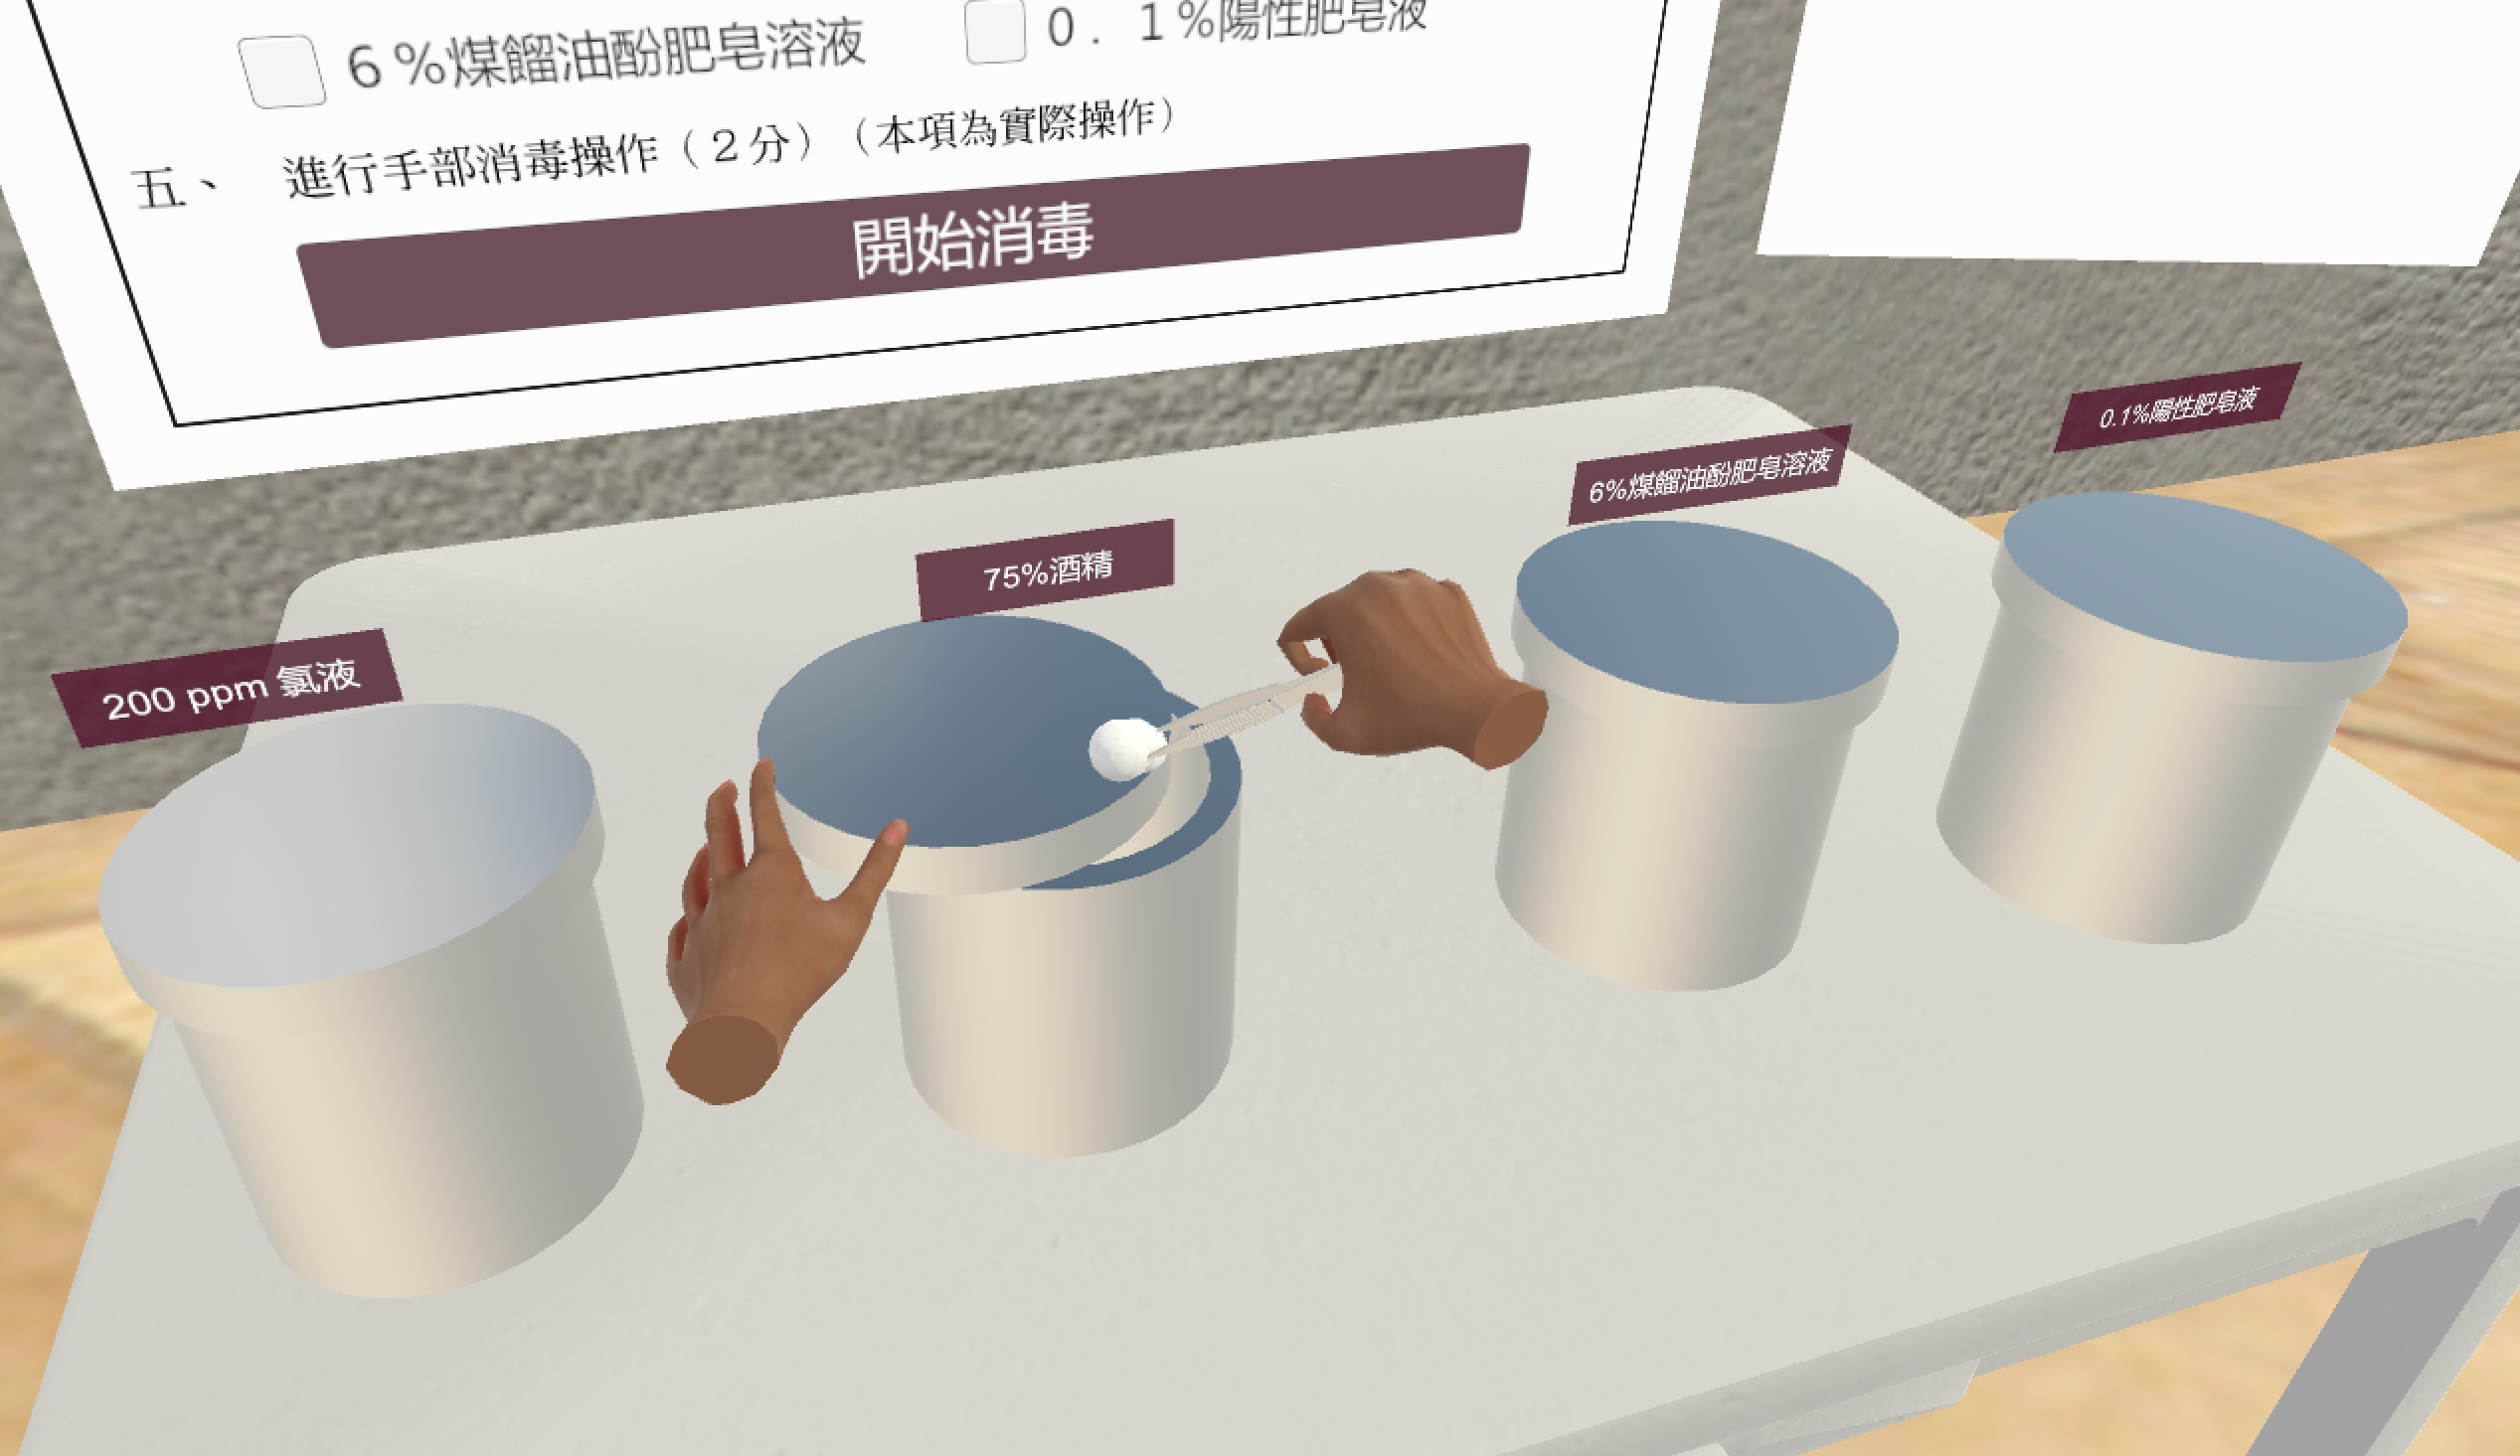 6%煤餾油酚肥皂溶液
0.1%陽性肥皂液
五、 進行手部消毒操作(2分)(本項為實際操作)
開始消毒
0.1%陽性肥皂液
6%煤餾油酚肥皂溶液
75%酒精
200 ppm 氯液